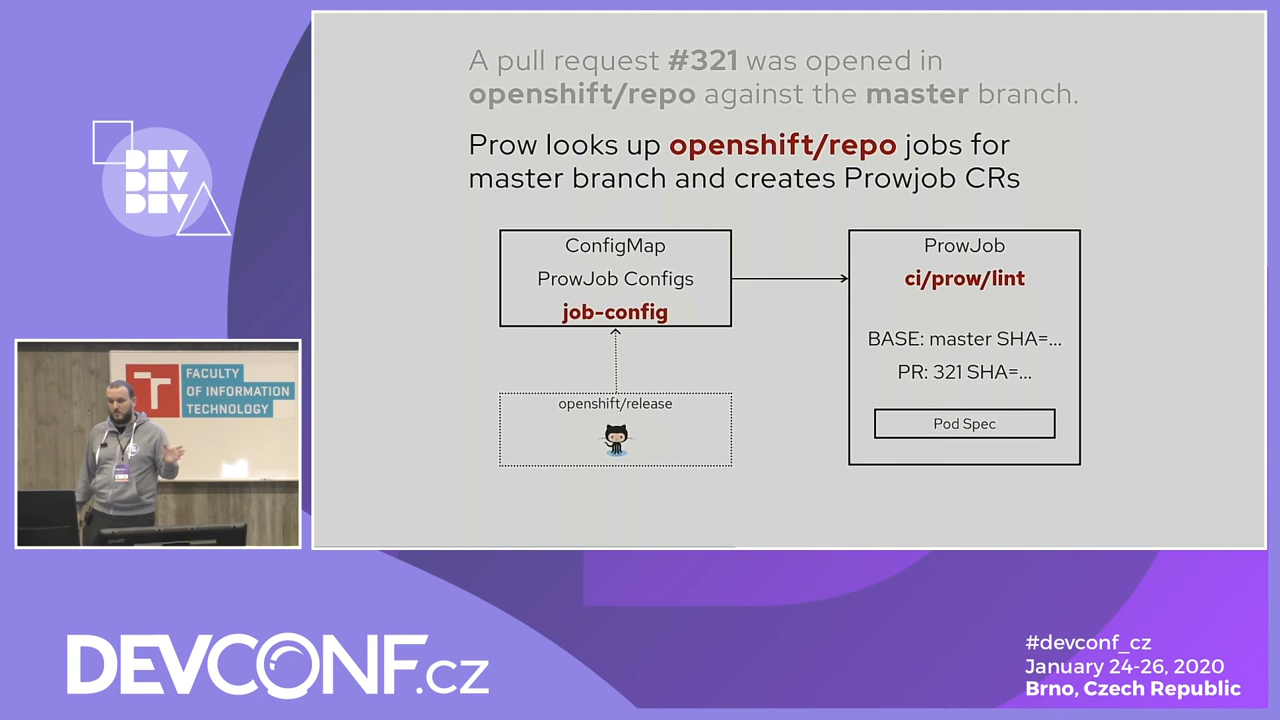 A pull request #321 was opened in
openshift/repo against the master branch.
Prow looks up openshift/repo jobs for
master branch and creates Prowjob CRs
ConfigMap
ProwJob Configs
job-config
openshift/release
ProwJob
ci/prow/lint
BASE: master SHA=...
PR: 321 SHA=...
Pod Spec
DEV
DEV
DEV
FACULTY
OF INFORMATION
TECHNOLOGY
DEVCONF.cz
#devconf_cz
January 24-26, 2020
Brno, Czech Republic